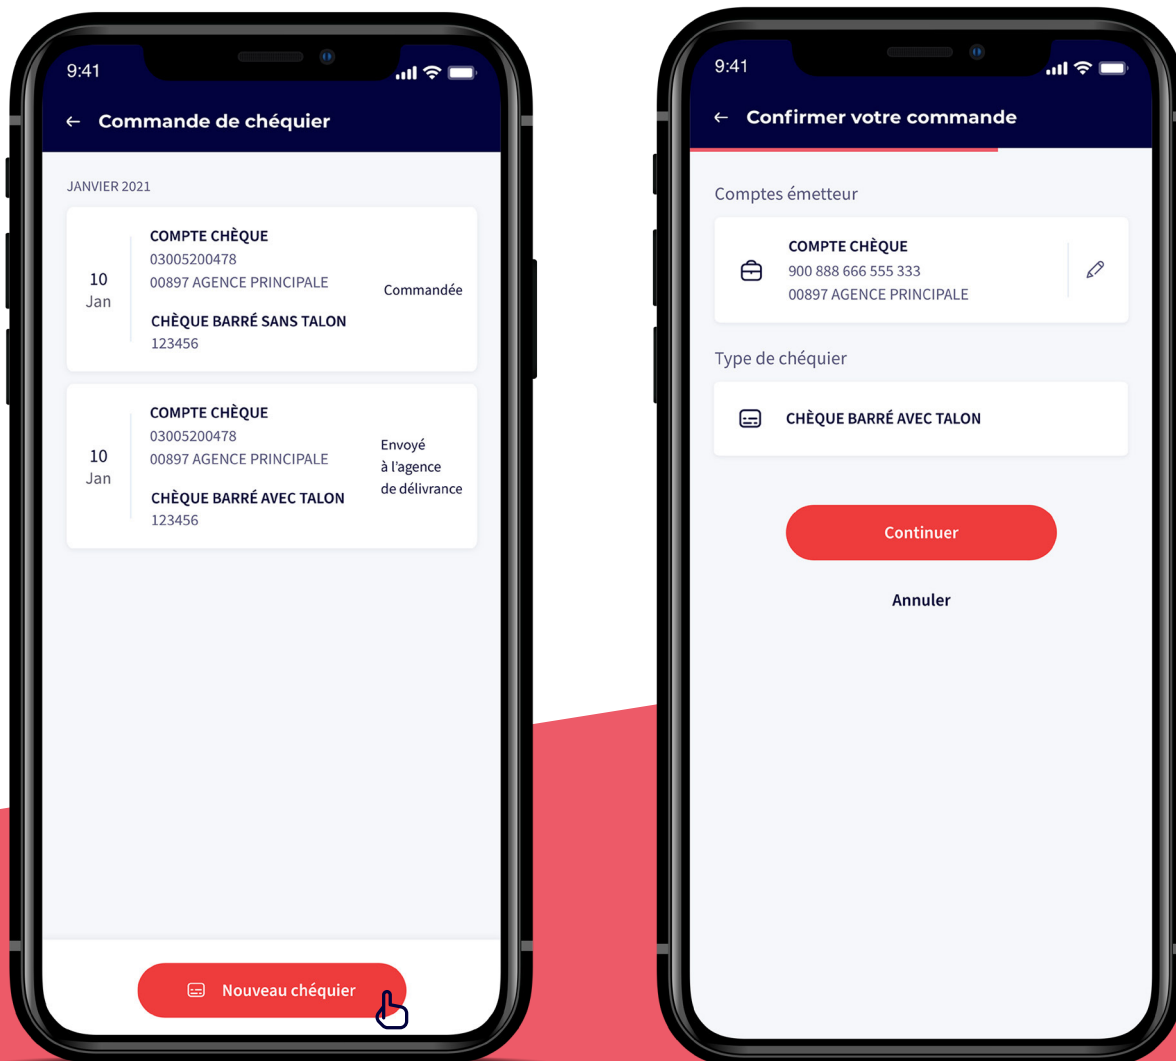 9:41
Commande de chéquier
JANVIER 2021
10
Jan
COMPTE CHÈQUE
03005200478
00897 AGENCE PRINCIPALE
CHÈQUE BARRÉ SANS TALON
123456
Commandée
10
Jan
COMPTE CHÈQUE
03005200478
00897 AGENCE PRINCIPALE
CHÈQUE BARRÉ AVEC TALON
123456
Envoyé
à l'agence
de délivrance
Nouveau chéquier
9:41
Confirmer votre commande
Comptes émetteur
COMPTE CHÈQUE
900 888 666 555 333
00897 AGENCE PRINCIPALE
Type de chéquier
CHÈQUE BARRÉ AVEC TALON
Continuer
Annuler